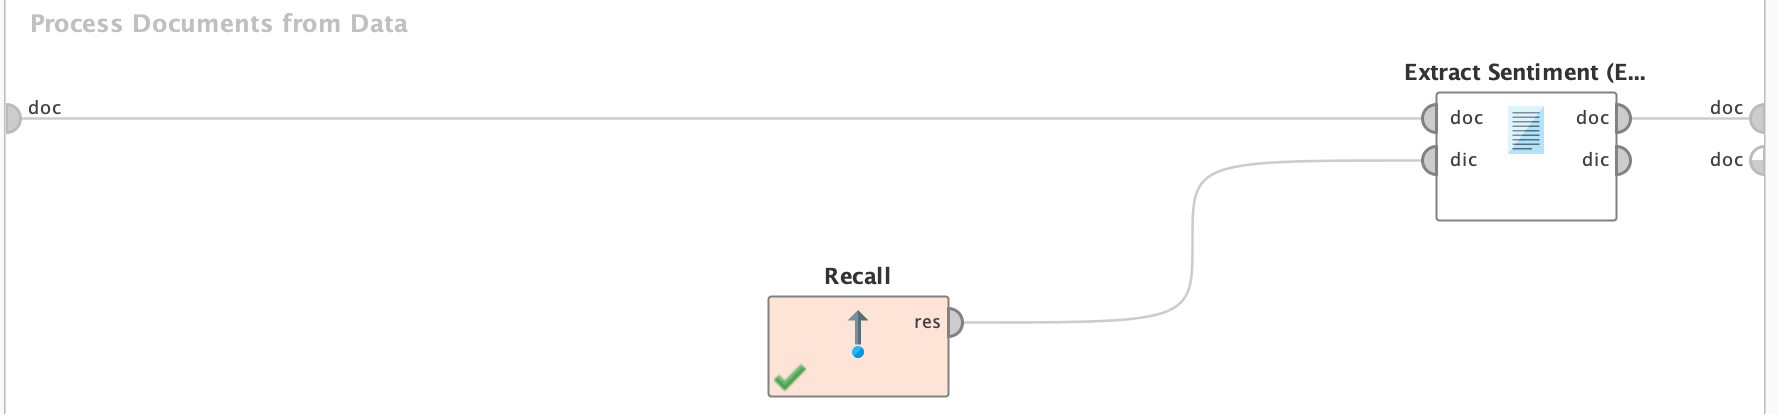 Process Documents from Data
Extract Sentiment (E...
doc
doc
doc
doc
dic
dic
doc
Recall
res